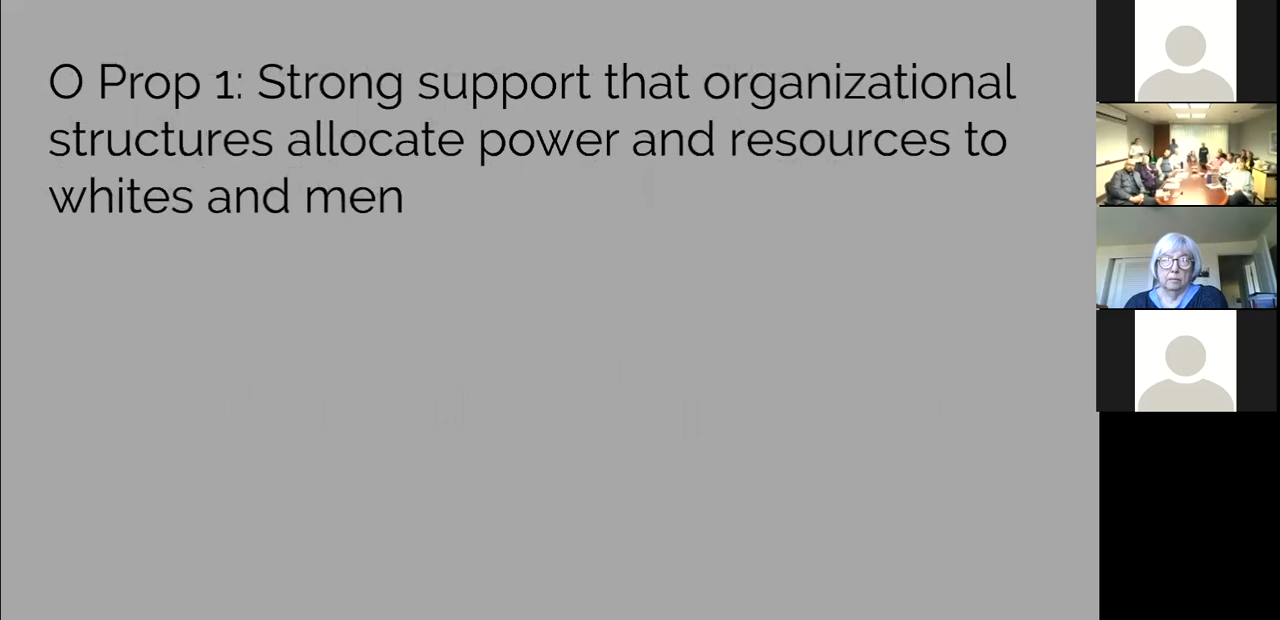 O Prop 1: Strong support that organizational
structures allocate power and resources to
whites and men